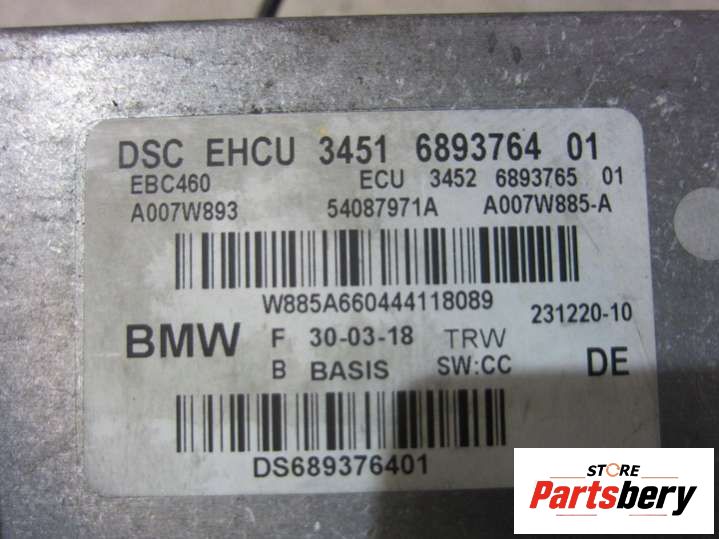 DSC EHCU 3451 6893764 01
EBC460 ECU 3452 6893765 01
A007W893 54087971A A007W885-A
W885A660444118089
231220-10
BMW F 30-03-18 TRW
B BASIS SW:CC DE
DS689376401
STORE
Partsbery